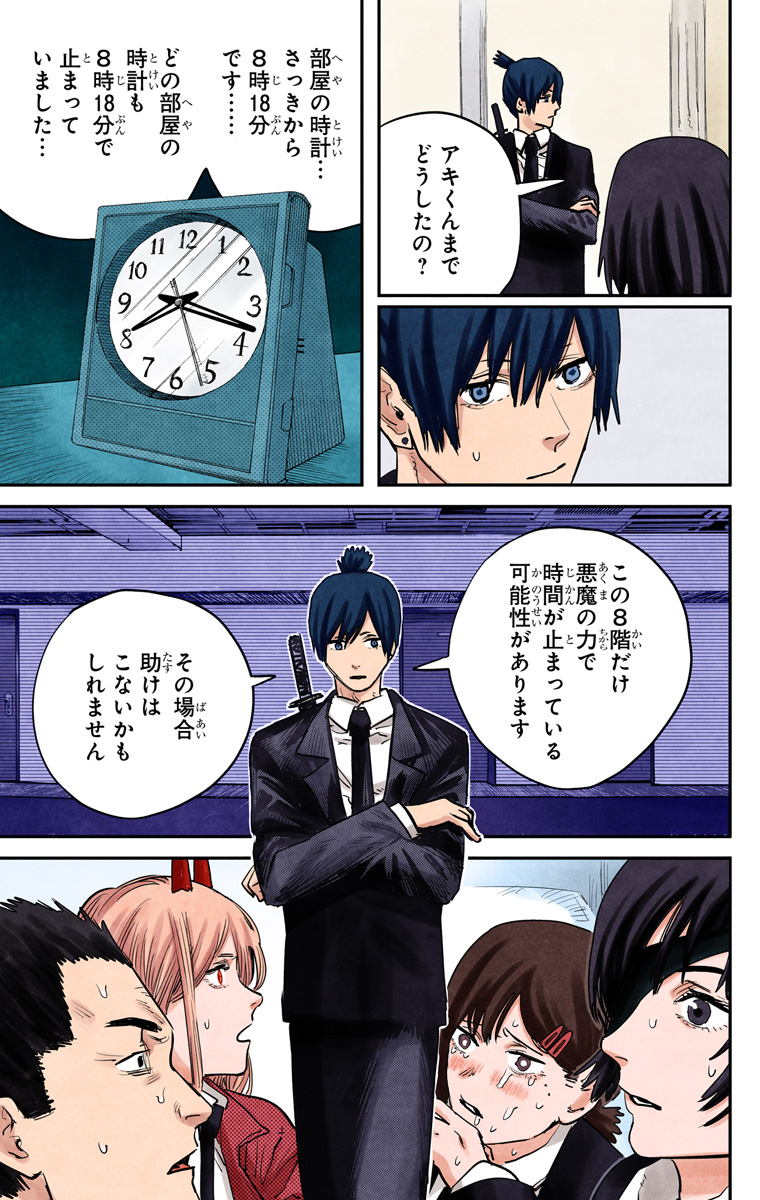 アキくんまで
どうしたの?
部屋の時計…
さっきから
8時18分
です……
どの部屋の
時計も
8時18分で
止まって
いました…
12
1
2
3
4
5
6
7
8
9
10
11
この8階だけ
悪魔の力で
時間が止まっている
可能性があります
その場合
助けは
こないかも
しれません